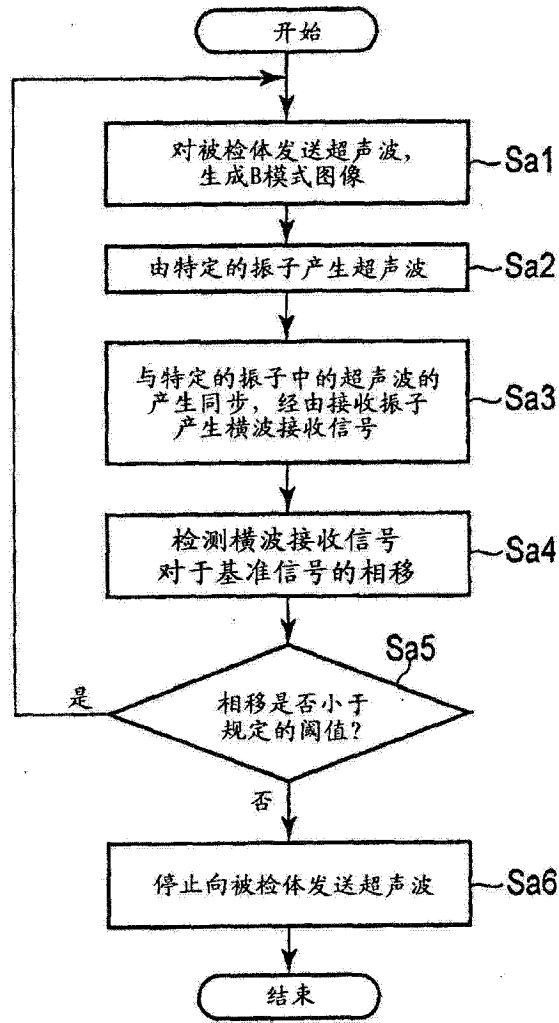 开始
对被检体发送超声波，
生成B模式图像
Sa1
由特定的振子产生超声波
Sa2
与特定的振子中的超声波的
产生同步，经由接收振子
产生横波接收信号
Sa3
检测横波接收信号
对于基准信号的相移
Sa4
Sa5
是
相移是否小于
规定的阈值？
否
停止向被检体发送超声波
Sa6
结束